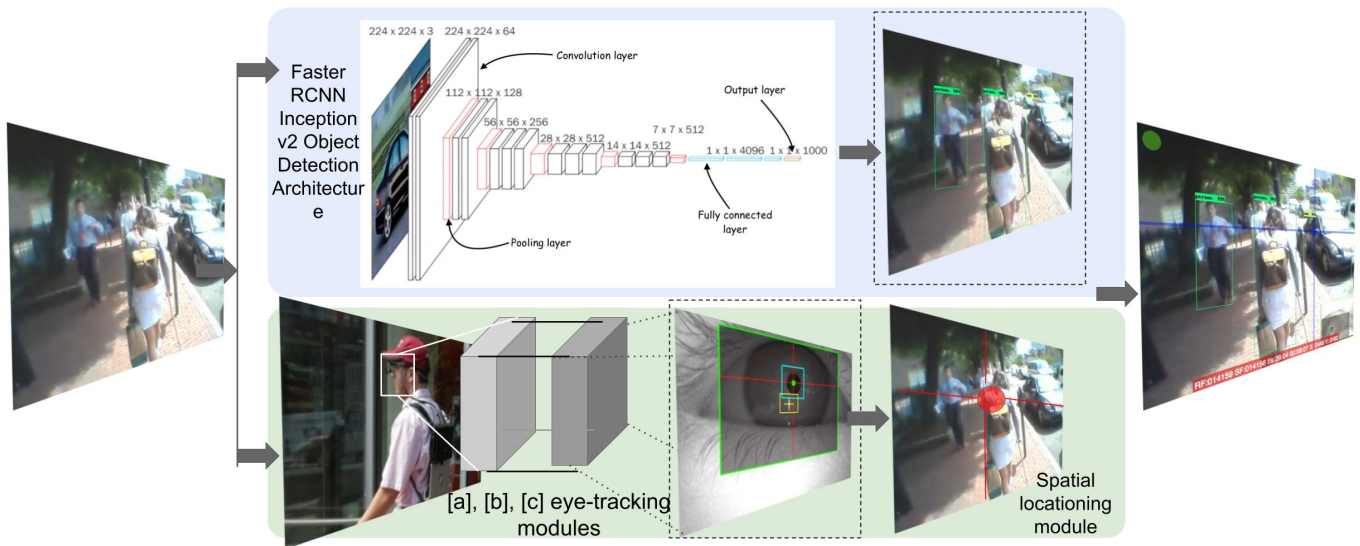 Faster
RCNN
Inception
v2 Object
Detection
Architectur
e
224 x 224 x 3
224 x 224 x 64
Convolution layer
112 x 112 x 128
56 x 56 x 256
28 x 28 x 512
14 x 14 x 512
7 x 7 x 512
1 x 1 x 4096
1 x 1 x 1000
Output layer
Fully connected
layer
Pooling layer
[a], [b], [c] eye-tracking
modules
Spatial
locationing
module